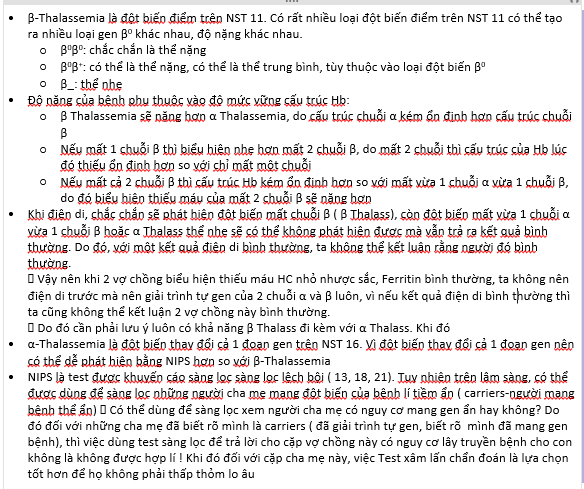 • β-Thalassemia là đột biến điểm trên NST 11. Có rất nhiều loại đột biến điểm trên NST 11 có thể tạo
ra nhiều loại gen β⁰ khác nhau, độ nặng khác nhau.
o β⁰β⁰: chắc chắn là thể nặng
o β⁰β⁺: có thể là thể nặng, có thể là thể trung bình, tùy thuộc vào loại đột biến β⁰
o β_: thể nhẹ
• Độ nặng của bệnh phụ thuộc vào độ mức vững cấu trúc Hb:
o β Thalassemia sẽ nặng hơn α Thalassemia, do cấu trúc chuỗi α kém ổn định hơn cấu trúc chuỗi
β
o Nếu mất 1 chuỗi β thì biểu hiện nhẹ hơn mất 2 chuỗi β, do mất 2 chuỗi thì cấu trúc của Hb lúc
đó thiếu ổn định hơn so với chỉ mất một chuỗi
o Nếu mất cả 2 chuỗi β thì cấu trúc Hb kém ổn định hơn so với mất vừa 1 chuỗi α vừa 1 chuỗi β,
do đó biểu hiện thiếu máu của mất 2 chuỗi β sẽ nặng hơn
• Khi điện di, chắc chắn sẽ phát hiện đột biến mất chuỗi β ( β Thalass), còn đột biến mất vừa 1 chuỗi α
vừa 1 chuỗi β hoặc α Thalass thể nhẹ sẽ có thể không phát hiện được mà vẫn trả ra kết quả bình
thường. Do đó, với một kết quả điện di bình thường, ta không thể kết luận rằng người đó bình
thường.
 Vậy nên khi 2 vợ chồng biểu hiện thiếu máu HC nhỏ nhược sắc, Ferritin bình thường, ta không nên
điện di trước mà nên giải trình tự gen của 2 chuỗi α và β luôn, vì nếu kết quả điện di bình thường thì
ta cũng không thể kết luận 2 vợ chồng này bình thường.
 Do đó cần phải lưu ý luôn có khả năng β Thalass đi kèm với α Thalass. Khi đó
• α-Thalassemia là đột biến thay đổi cả 1 đoạn gen trên NST 16. Vì đột biến thay đổi cả 1 đoạn gen nên
có thể dễ phát hiện bằng NIPS hơn so với β-Thalassemia
• NIPS là test được khuyến cáo sàng lọc sàng lọc lệch bội ( 13, 18, 21). Tuy nhiên trên lâm sàng, có thể
được dùng để sàng lọc những người cha mẹ mang đột biến của bệnh lí tiềm ẩn ( carriers-người mang
bệnh thể ẩn)  Có thể dùng để sàng lọc xem người cha mẹ có nguy cơ mang gen ẩn hay không? Do
đó đối với những cha mẹ đã biết rõ mình là carriers ( đã giải trình tự gen, biết rõ mình đã mang gen
bệnh), thì việc dùng test sàng lọc để trả lời cho cặp vợ chồng này có nguy cơ lây truyền bệnh cho con
không là không được hợp lí ! Khi đó đối với cặp cha mẹ này, việc Test xâm lấn chẩn đoán là lựa chọn
tốt hơn để họ không phải thấp thỏm lo âu